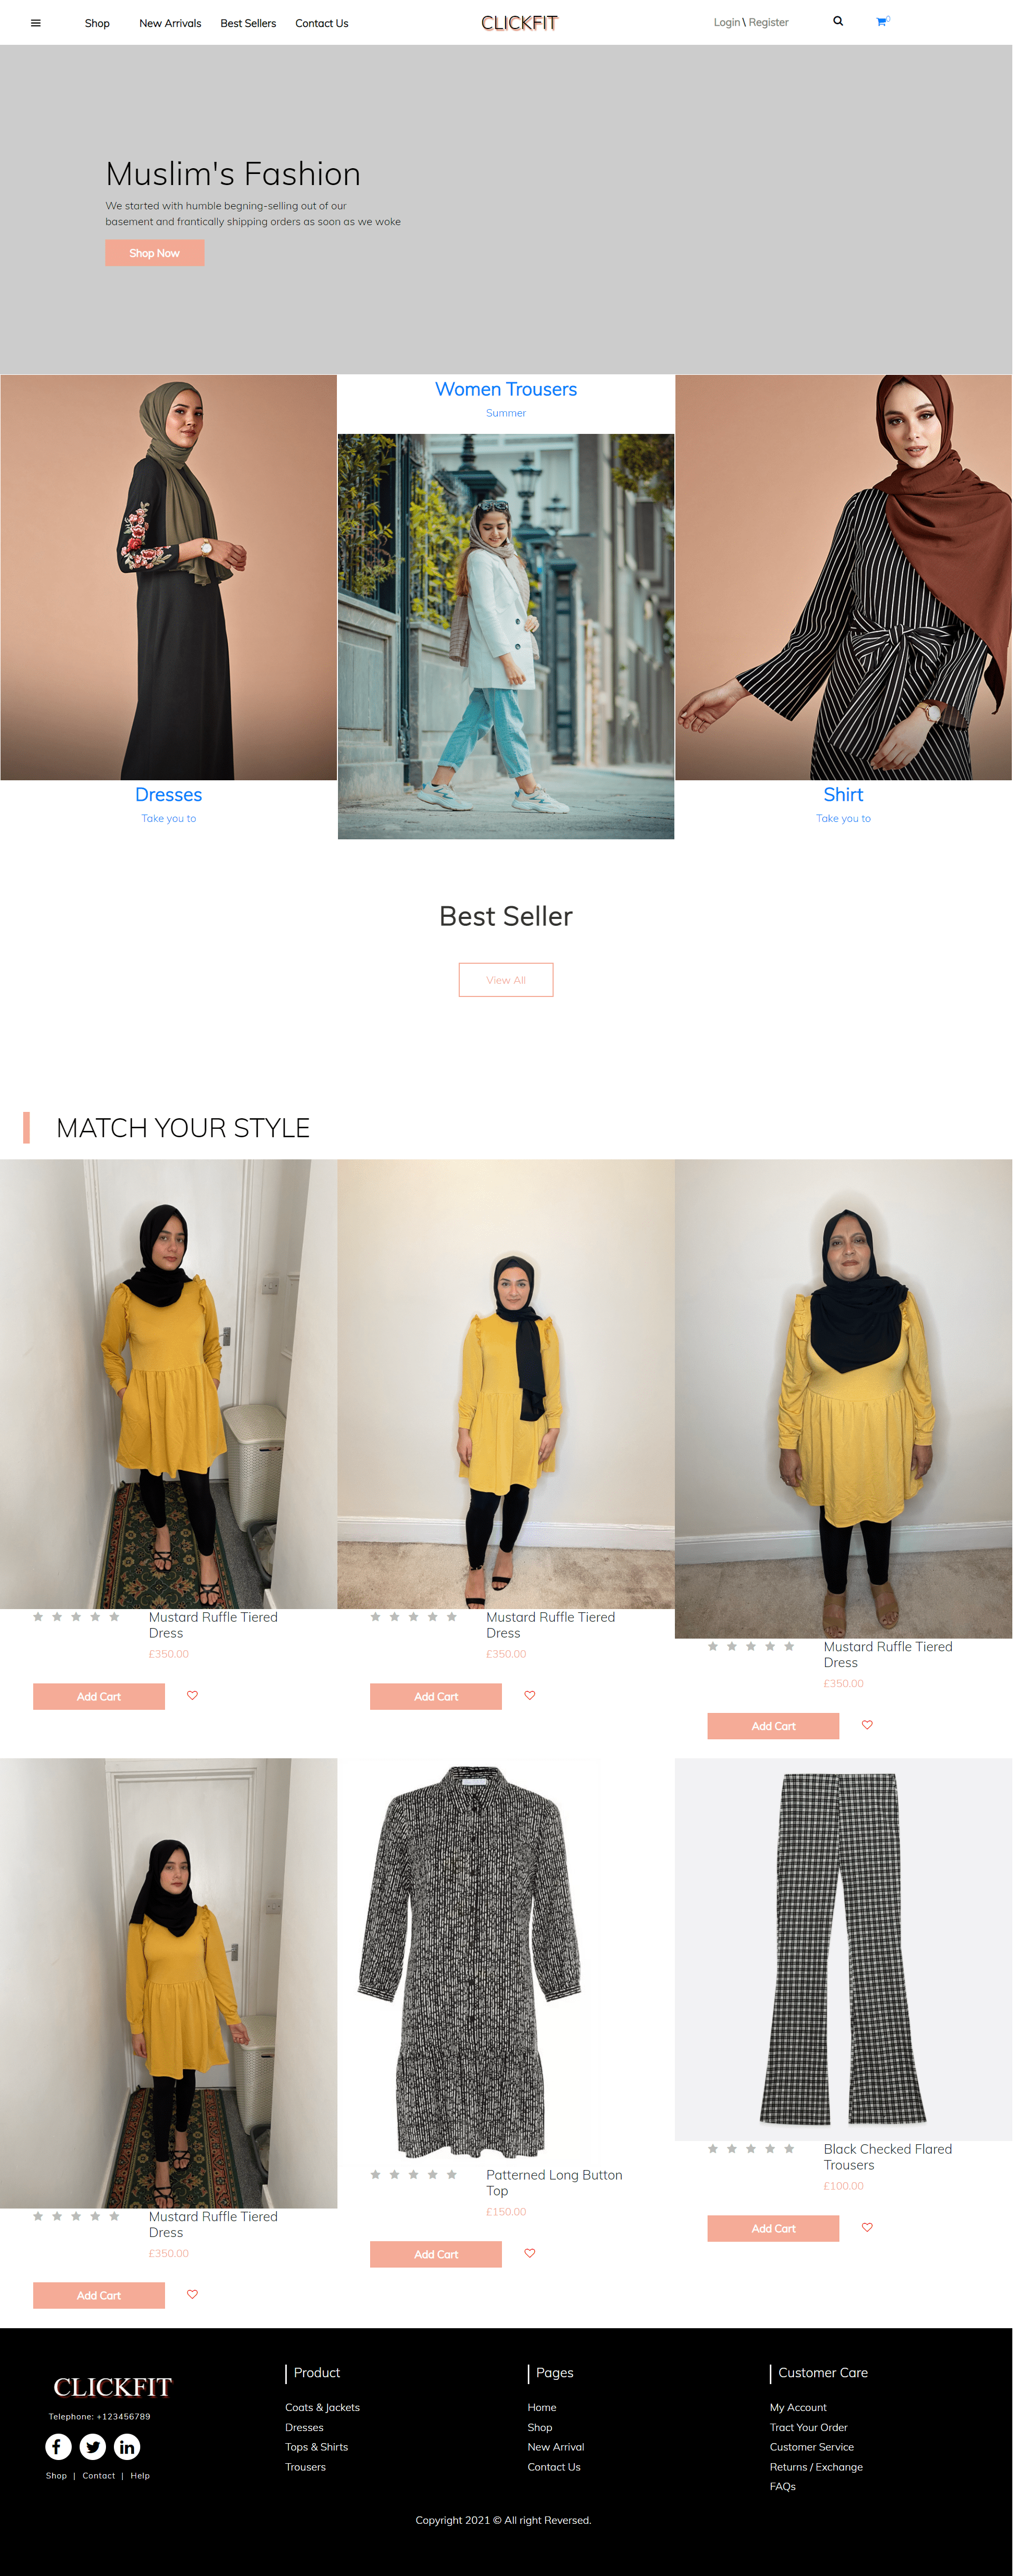 Shop New Arrivals Best Sellers Contact Us CLICKFIT Login \ Register 0
Muslim's Fashion
We started with humble begning-selling out of our
basement and frantically shipping orders as soon as we woke
Shop Now
Women Trousers
Summer
Dresses
Take you to
Shirt
Take you to
Best Seller
View All
MATCH YOUR STYLE
Mustard Ruffle Tiered
Dress
£350.00
Add Cart
Mustard Ruffle Tiered
Dress
£350.00
Add Cart
Mustard Ruffle Tiered
Dress
£350.00
Add Cart
Mustard Ruffle Tiered
Dress
£350.00
Add Cart
Patterned Long Button
Top
£150.00
Add Cart
Black Checked Flared
Trousers
£100.00
Add Cart
CLICKFIT
Telephone: +123456789
f in
Shop | Contact | Help
Product
Coats & Jackets
Dresses
Tops & Shirts
Trousers
Pages
Home
Shop
New Arrival
Contact Us
Customer Care
My Account
Tract Your Order
Customer Service
Returns / Exchange
FAQs
Copyright 2021 © All right Reversed.